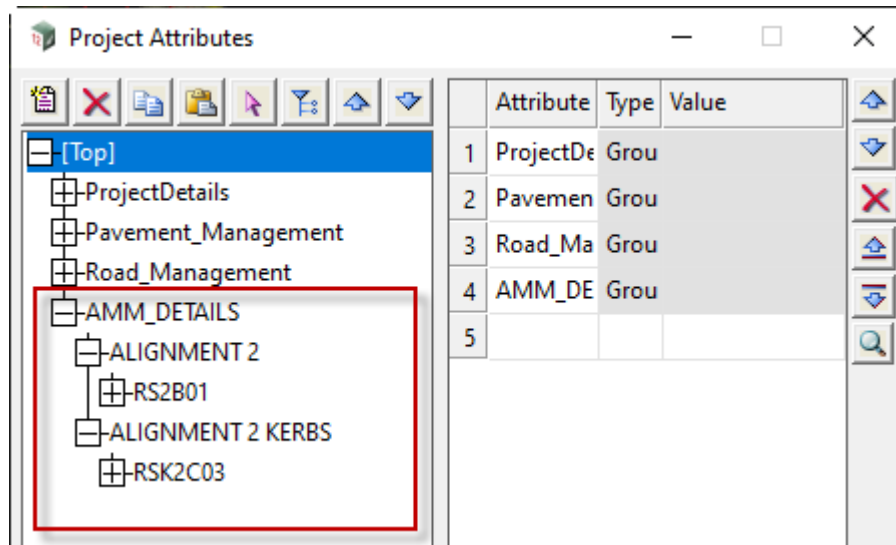 Project Attributes
[Top]
ProjectDetails
Pavement_Management
Road_Management
AMM_DETAILS
ALIGNMENT 2
RS2B01
ALIGNMENT 2 KERBS
RSK2C03
Attribute Type Value
1 ProjectDe Grou
2 Pavemen Grou
3 Road_Ma Grou
4 AMM_DE Grou
5